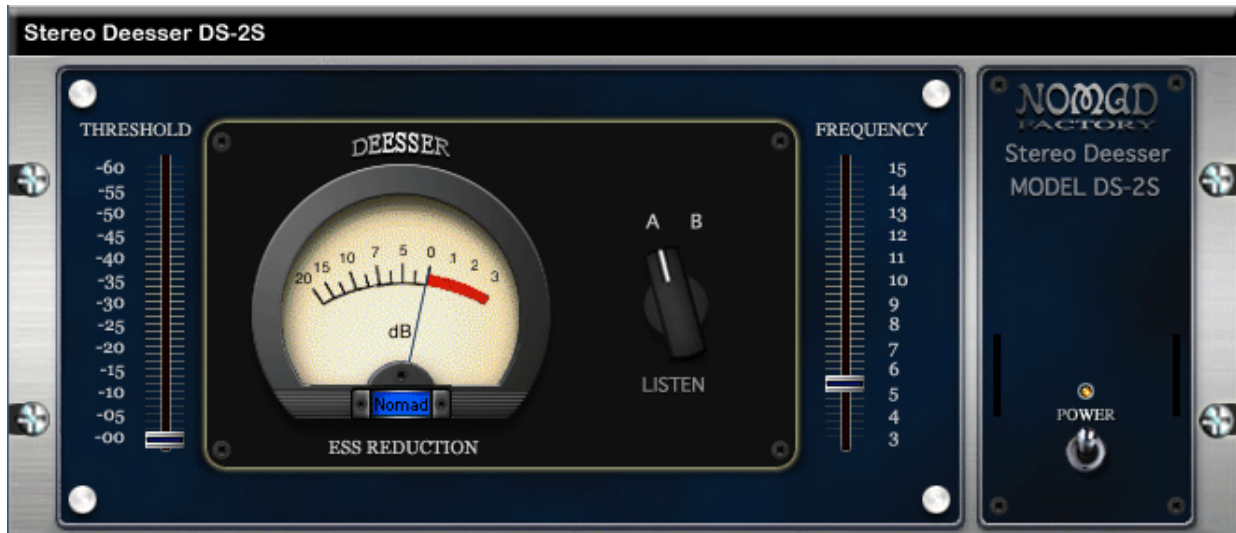 Stereo Deesser DS-2S
THRESHOLD
-60
-55
-50
-45
-40
-35
-30
-25
-20
-15
-10
-05
-00
DEESSER
20 15 10 7 5 0 1 2 3
dB
Nomad
ESS REDUCTION
A B
LISTEN
FREQUENCY
15
14
13
12
11
10
9
8
7
6
5
4
3
NOMAD
FACTORY
Stereo Deesser
MODEL DS-2S
POWER